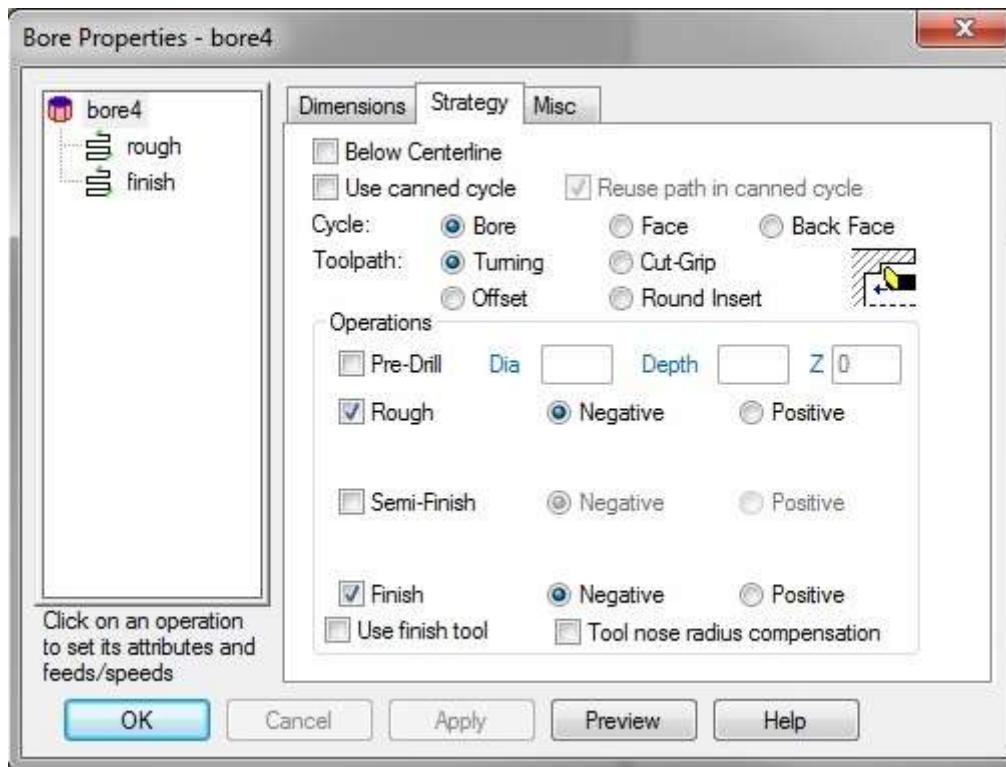 Bore Properties - bore4
bore4
rough
finish
Click on an operation
to set its attributes and
feeds/speeds
Dimensions Strategy Misc
Below Centerline
Use canned cycle Reuse path in canned cycle
Cycle: Bore Face Back Face
Toolpath: Turning Cut-Grip
Offset Round Insert
Operations
Pre-Drill Dia Depth Z 0
Rough Negative Positive
Semi-Finish Negative Positive
Finish Negative Positive
Use finish tool Tool nose radius compensation
OK Cancel Apply Preview Help